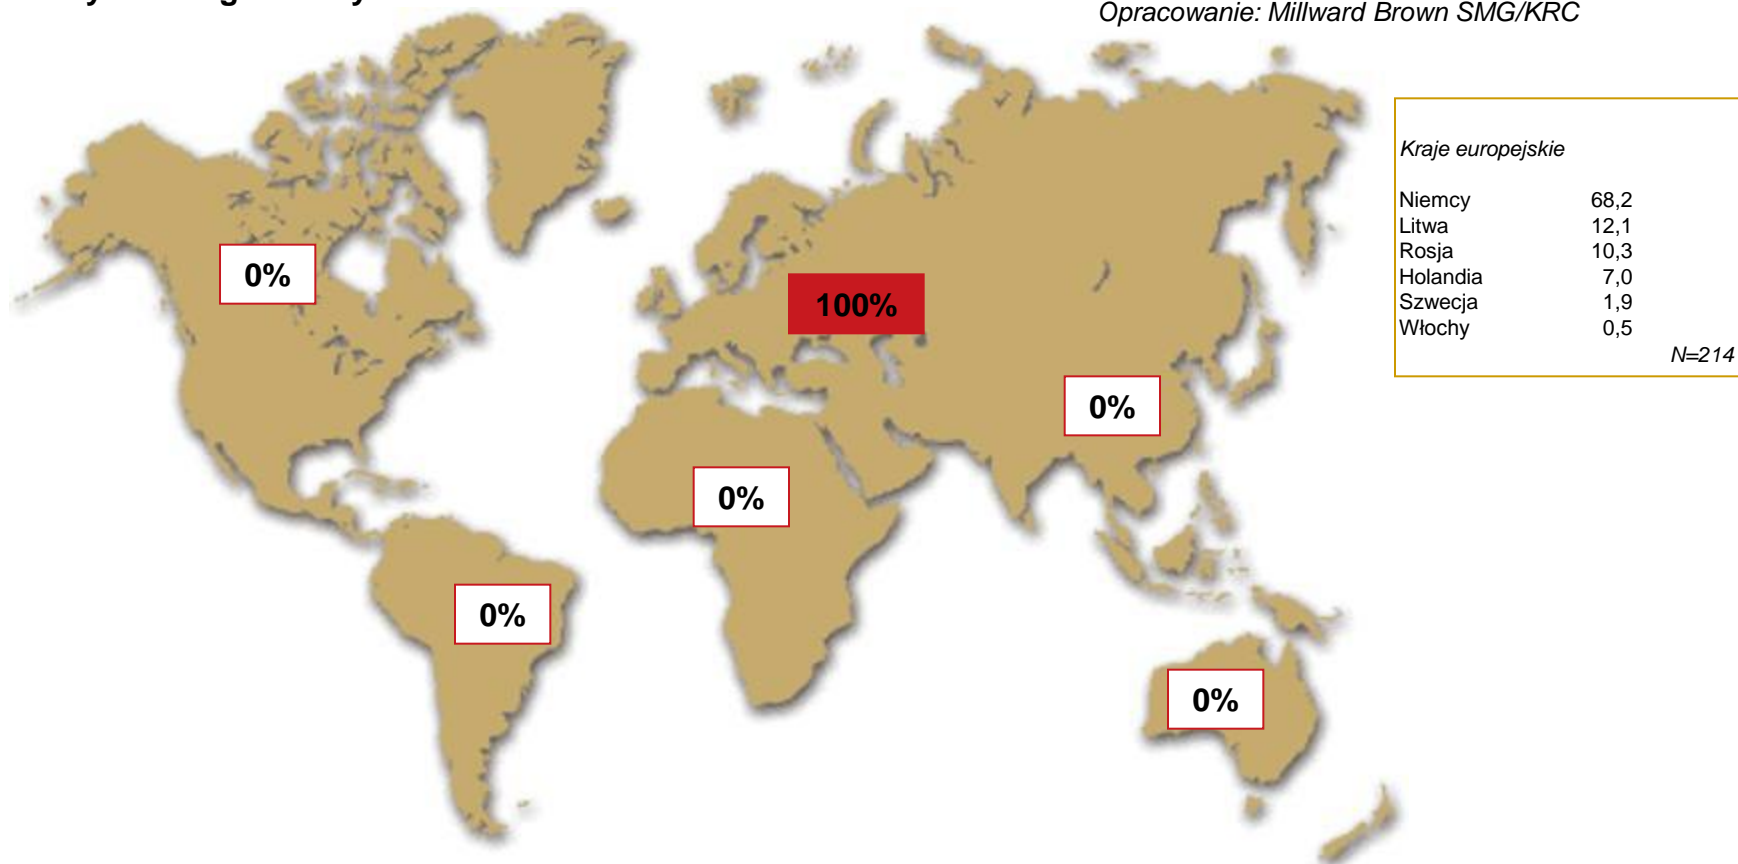 Opracowanie: Millward Brown SMG/KRC
Kraje europejskie
Niemcy 68,2
Litwa 12,1
Rosja 10,3
Holandia 7,0
Szwecja 1,9
Włochy 0,5
N=214
0%
100%
0%
0%
0%
0%